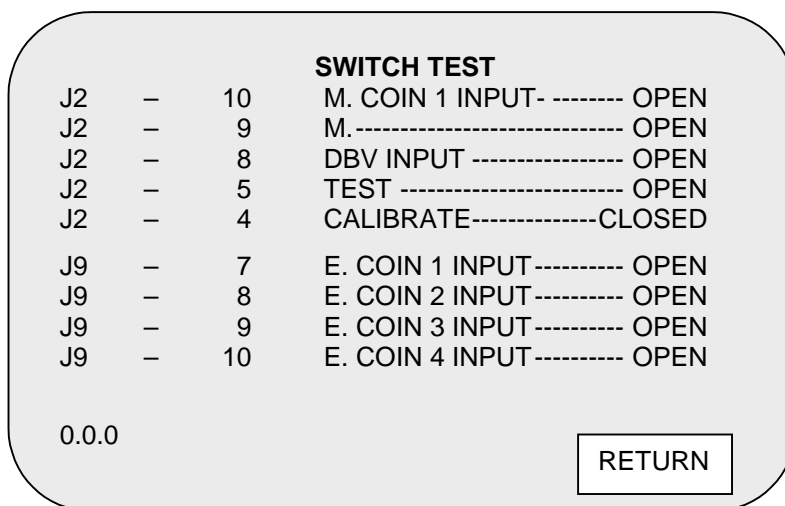 SWITCH TEST
J2 – 10 M. COIN 1 INPUT- -------- OPEN
J2 – 9 M.------------------------------ OPEN
J2 – 8 DBV INPUT ----------------- OPEN
J2 – 5 TEST ------------------------- OPEN
J2 – 4 CALIBRATE--------------CLOSED
J9 – 7 E. COIN 1 INPUT---------- OPEN
J9 – 8 E. COIN 2 INPUT---------- OPEN
J9 – 9 E. COIN 3 INPUT---------- OPEN
J9 – 10 E. COIN 4 INPUT---------- OPEN
0.0.0
RETURN